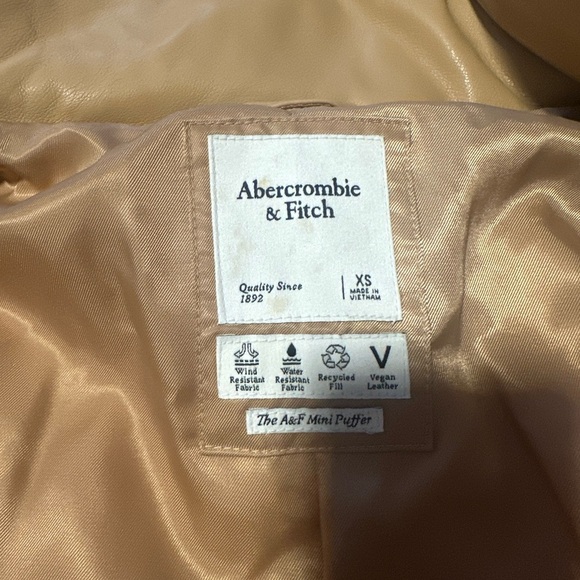 Abercrombie
& Fitch
Quality Since
1892
XS
MADE IN
VIETNAM
Wind
Resistant
Fabric
Water
Resistant
Fabric
Recycled
Fill
V
Vegan
Leather
The A&F Mini Puffer